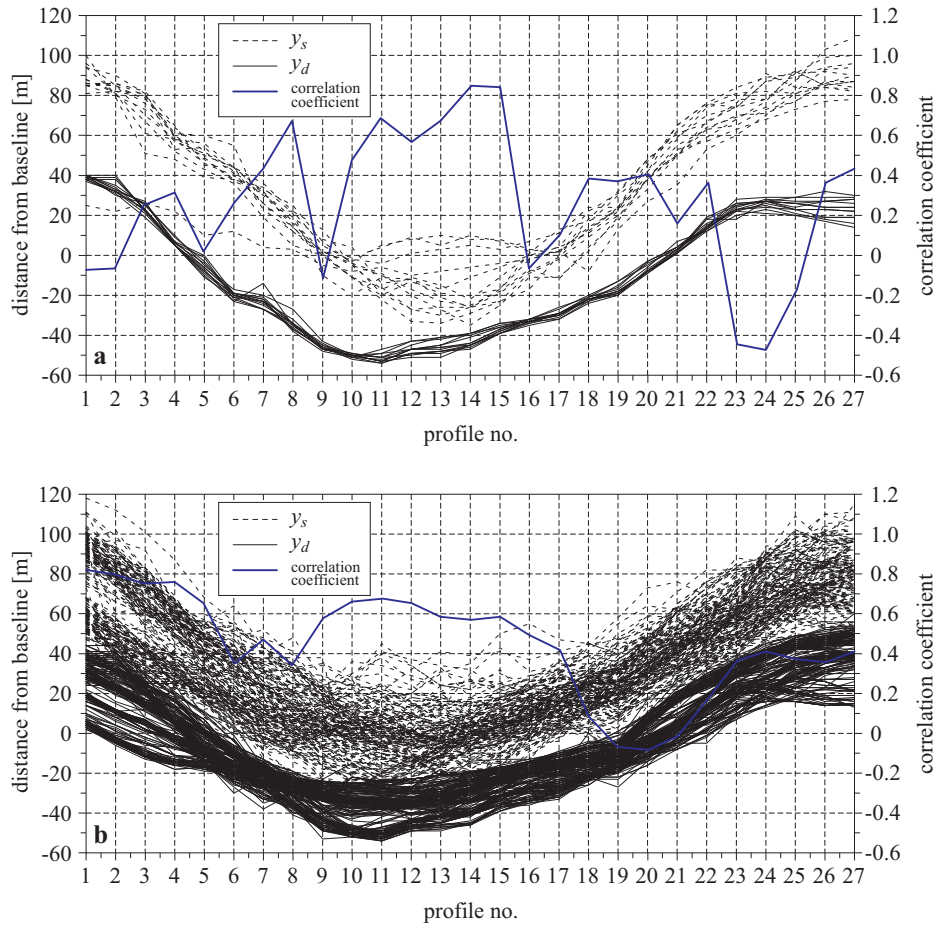 120
100
80
60
40
20
0
-20
-40
-60
distance from baseline [m]
y_s
y_d
correlation
coefficient
1.2
1.0
0.8
0.6
0.4
0.2
0
-0.2
-0.4
-0.6
correlation coefficient
a
1 2 3 4 5 6 7 8 9 10 11 12 13 14 15 16 17 18 19 20 21 22 23 24 25 26 27
profile no.
120
100
80
60
40
20
0
-20
-40
-60
distance from baseline [m]
y_s
y_d
correlation
coefficient
1.2
1.0
0.8
0.6
0.4
0.2
0
-0.2
-0.4
-0.6
correlation coefficient
b
1 2 3 4 5 6 7 8 9 10 11 12 13 14 15 16 17 18 19 20 21 22 23 24 25 26 27
profile no.